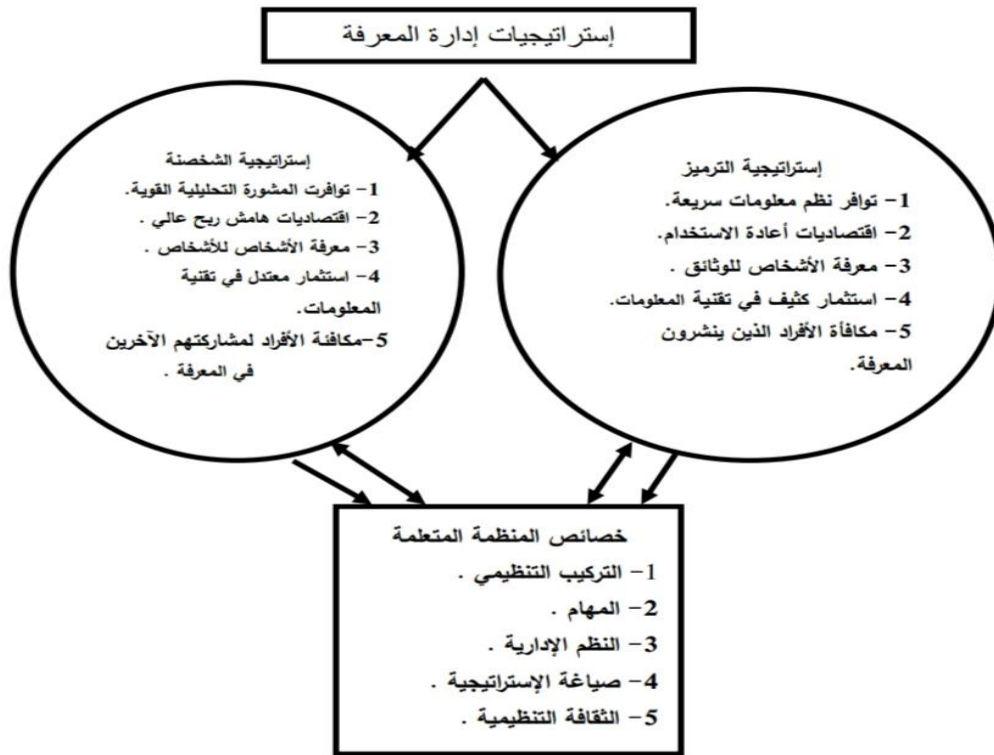 إستراتيجيات إدارة المعرفة
إستراتيجية الترميز
1- توافر نظم معلومات سريعة.
2- اقتصاديات أعادة الاستخدام.
3- معرفة الأشخاص للوثائق .
4- استثمار كثيف في تقنية المعلومات.
5- مكافأة الأفراد الذين ينشرون
المعرفة.
إستراتيجية الشخصنة
1- توافرت المشورة التحليلية القوية.
2- اقتصاديات هامش ربح عالي .
3- معرفة الأشخاص للأشخاص .
4- استثمار معتدل في تقنية
المعلومات.
5-مكافئة الأفراد لمشاركتهم الآخرين
في المعرفة .
خصائص المنظمة المتعلمة
1- التركيب التنظيمي .
2- المهام .
3- النظم الإدارية .
4- صياغة الإستراتيجية .
5- الثقافة التنظيمية .